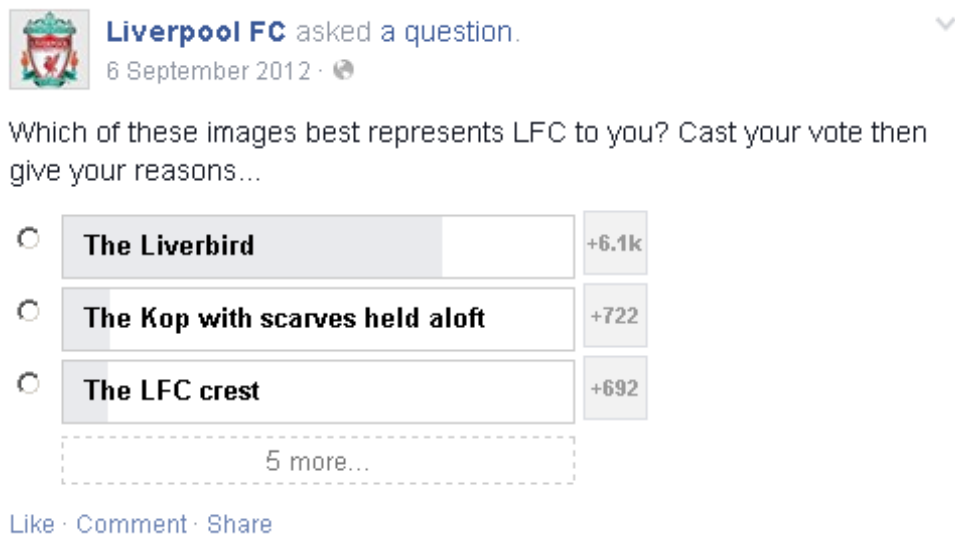 Liverpool FC asked a question.
6 September 2012 ·
Which of these images best represents LFC to you? Cast your vote then
give your reasons...
The Liverbird +6.1k
The Kop with scarves held aloft +722
The LFC crest +692
5 more...
Like · Comment · Share